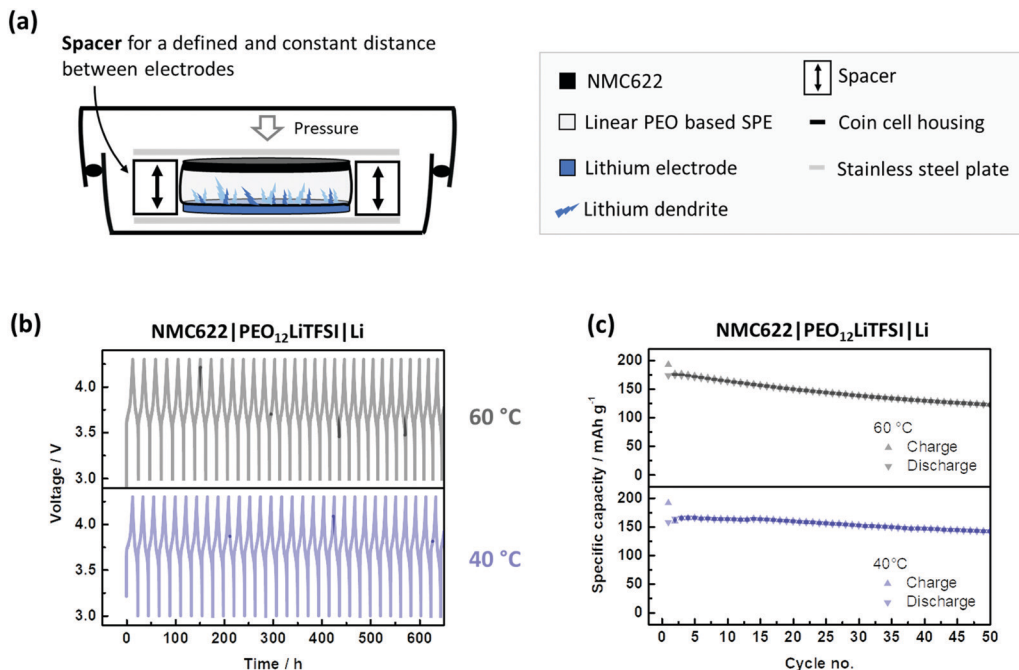 (a)
Spacer for a defined and constant distance
between electrodes
Pressure
NMC622
Spacer
Linear PEO based SPE
Coin cell housing
Lithium electrode
Stainless steel plate
Lithium dendrite
(b)
NMC622|PEO₁₂LiTFSI|Li
4.0
3.5
3.0
4.0
3.5
3.0
Voltage / V
0 100 200 300 400 500 600
Time / h
60 °C
40 °C
(c)
NMC622|PEO₁₂LiTFSI|Li
200
150
100
50
0
60 °C
Charge
Discharge
200
150
100
50
0
40°C
Charge
Discharge
Specific capacity / mAh g⁻¹
0 5 10 15 20 25 30 35 40 45 50
Cycle no.